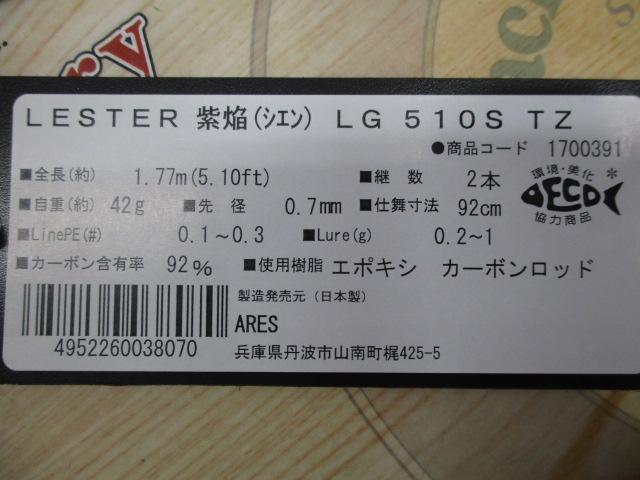 LESTER 紫焔(シエン) LG 510S TZ
●商品コード 1700391
■全長(約) 1.77m(5.10ft) ■継 数 2本
環境・美化
ECO
協力商品
■自重(約) 42g ■先 径 0.7mm ■仕舞寸法 92cm
■LinePE(#) 0.1～0.3 ■Lure(g) 0.2~1
■カーボン含有率 92% ■使用樹脂 エポキシ カーボンロッド
製造発売元（日本製）
ARES
4952260038070
兵庫県丹波市山南町梶425-5